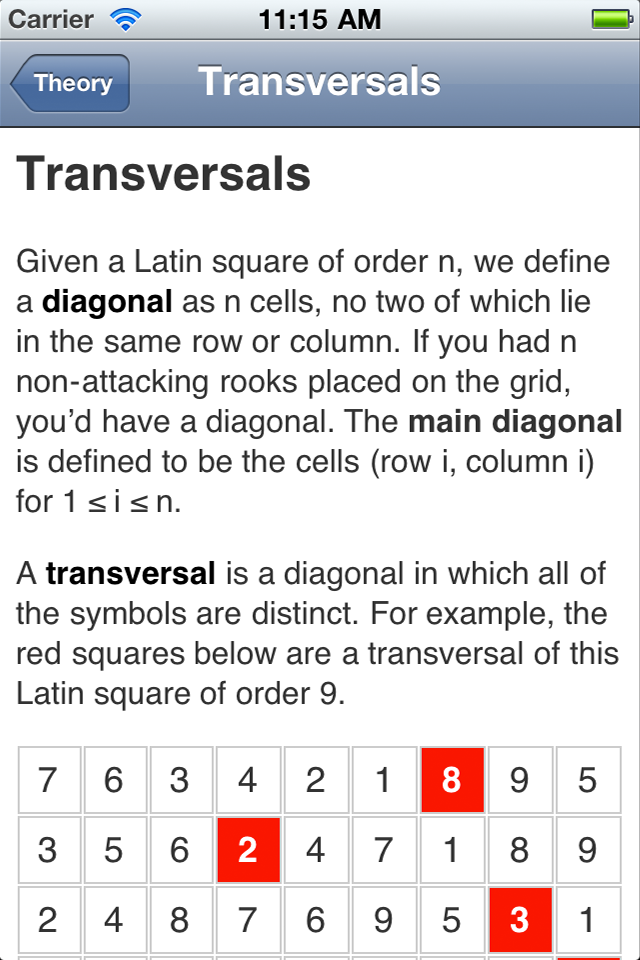 Carrier 11:15 AM
Theory Transversals
Transversals
Given a Latin square of order n, we define
a diagonal as n cells, no two of which lie
in the same row or column. If you had n
non-attacking rooks placed on the grid,
you’d have a diagonal. The main diagonal
is defined to be the cells (row i, column i)
for 1 ≤ i ≤ n.
A transversal is a diagonal in which all of
the symbols are distinct. For example, the
red squares below are a transversal of this
Latin square of order 9.
7 6 3 4 2 1 8 9 5
3 5 6 2 4 7 1 8 9
2 4 8 7 6 9 5 3 1